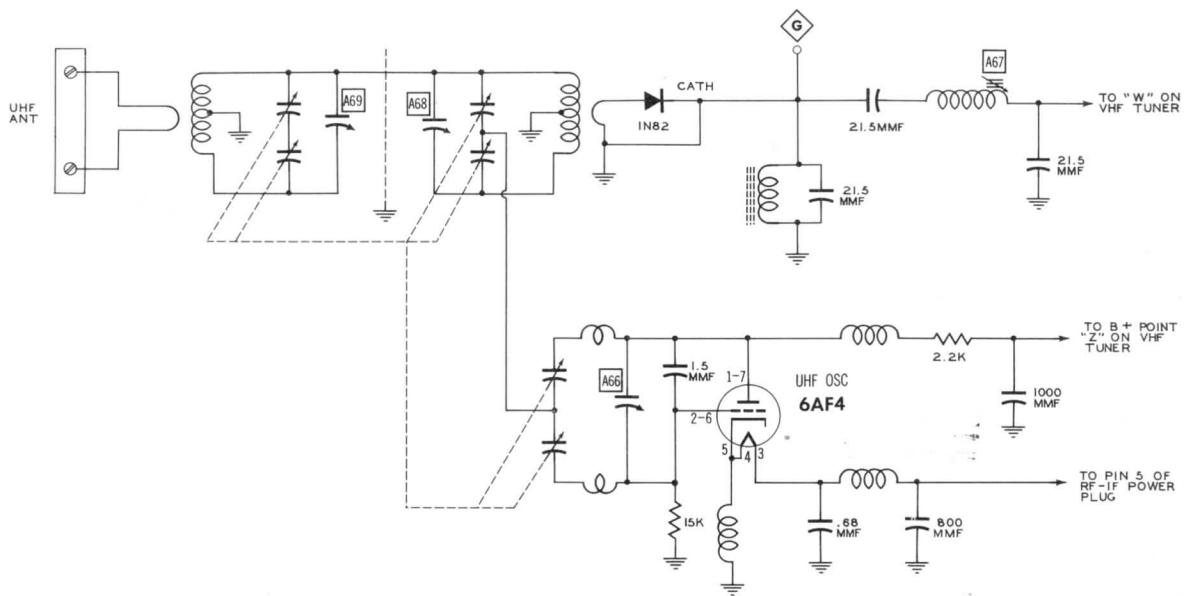 G
A67
UHF
ANT
A69
A68
CATH
IN82
21.5MMF
TO "W" ON
VHF TUNER
21.5
MMF
21.5
MMF
A66
1.5
MMF
1-7
2-6
5
4
3
UHF OSC
6AF4
2.2K
TO B + POINT
"Z" ON VHF
TUNER
1000
MMF
15K
.68
MMF
800
MMF
TO PIN 5 OF
RF-IF POWER
PLUG